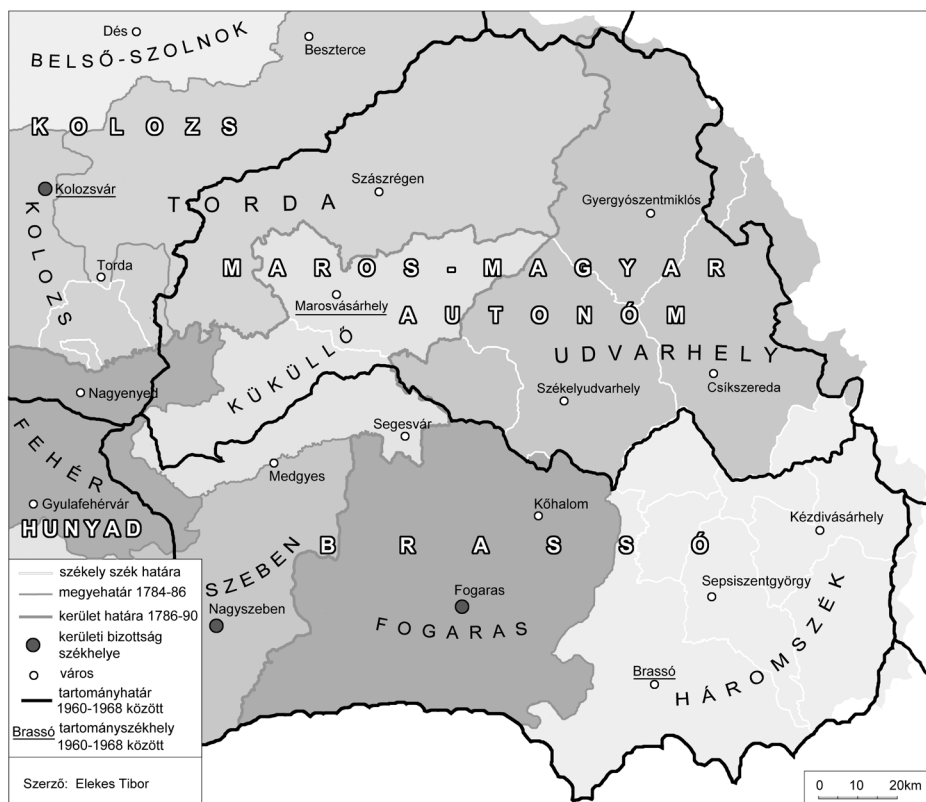 Dés
BELSŐ-SZOLNOK
Beszterce
KOLOZS
Kolozsvár
KOLOZS
Szászrégen
TORDA
Gyergyószentmiklós
Torda
MAROS-MAGYAR
Marosvásárhely
AUTONÓM
UDVARHELY
KÜKÜLLŐ
Nagyenyed
Székelyudvarhely
Csíkszereda
FEHÉR
Segesvár
Medgyes
Gyulafehérvár
HUNYAD
Kőhalom
Kézdivásárhely
BRASSÓ
SZEBEN
Nagyszeben
Fogaras
FOGARAS
Sepsiszentgyörgy
Brassó
HÁROMSZÉK
székely szék határa
megyehatár 1784-86
kerület határa 1786-90
kerületi bizottság
székhelye
város
tartományhatár
1960-1968 között
Brassó tartományszékhely
1960-1968 között
Szerző: Elekes Tibor
0 10 20km